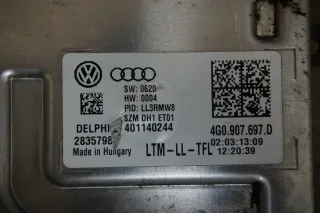 SW: 0620
HW: 0004
PID: LL3RMW8
SZM DH1 ET01
DELPHI 401140244
2835798
Made in Hungary
LTM-LL-TFL
4G0.907.697.D
02:03:13:09
12:20:39